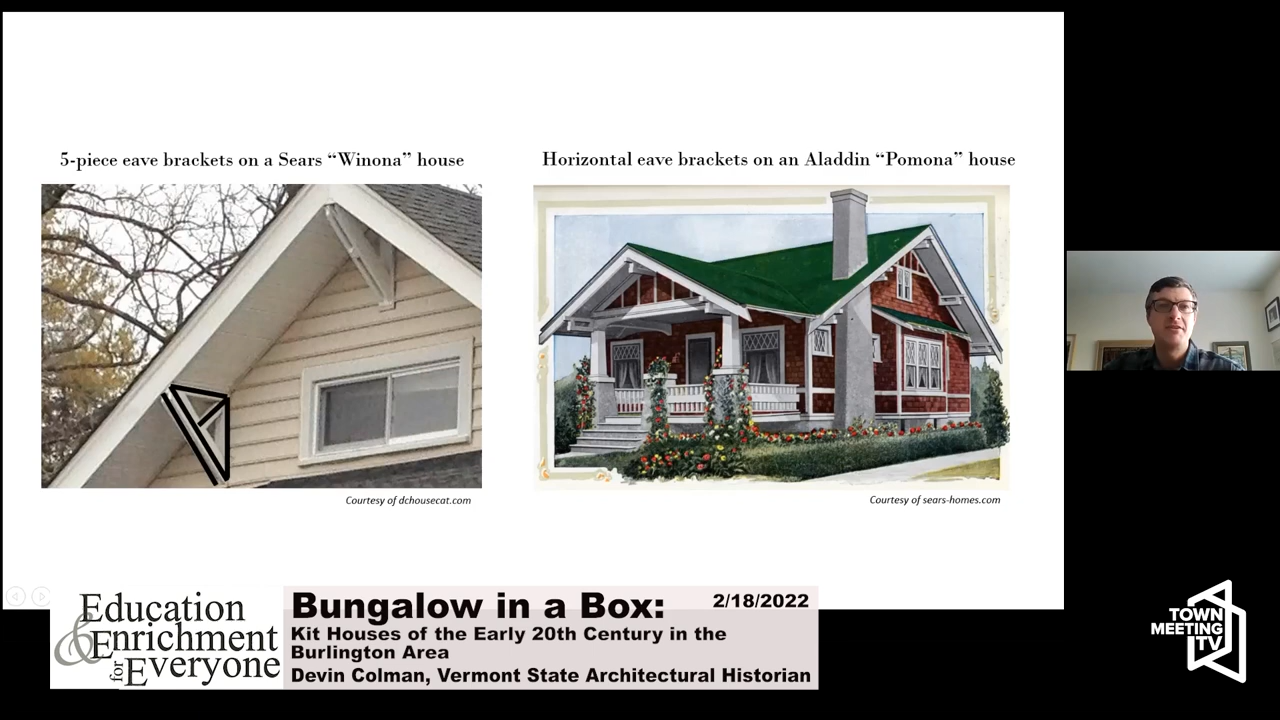 5-piece eave brackets on a Sears “Winona” house
Horizontal eave brackets on an Aladdin “Pomona” house
Courtesy of dchousecat.com
Courtesy of sears-homes.com
Education
& Enrichment
for Everyone
Bungalow in a Box:
2/18/2022
Kit Houses of the Early 20th Century in the
Burlington Area
Devin Colman, Vermont State Architectural Historian
TOWN
MEETING
TV